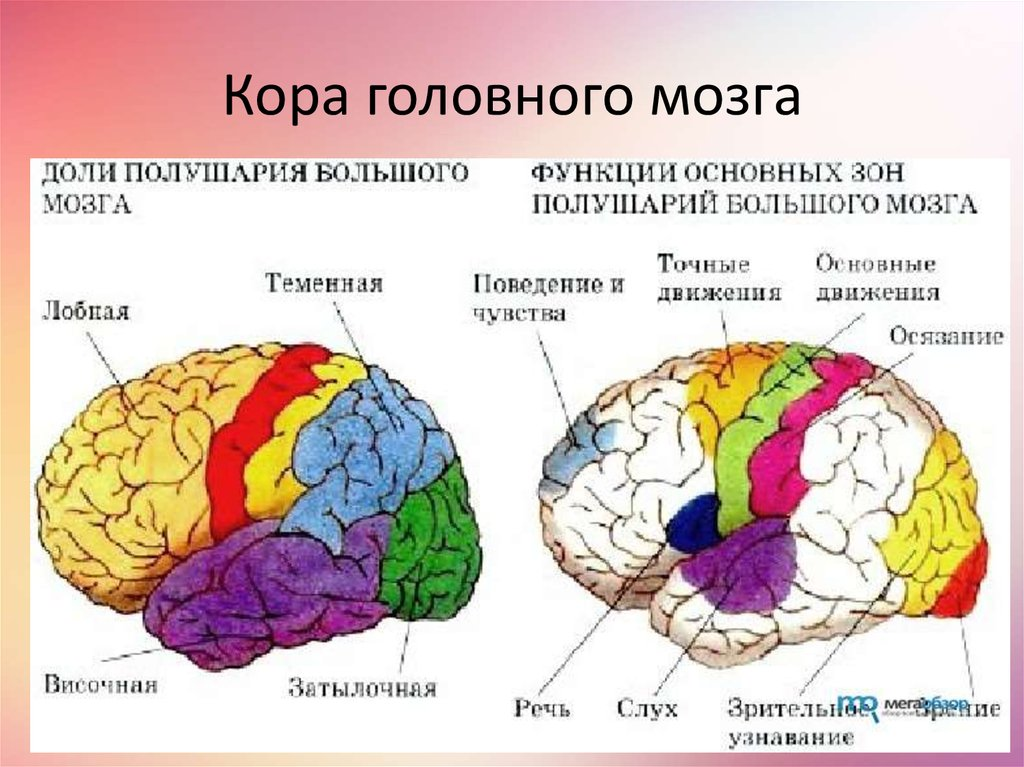 Кора головного мозга
ДОЛИ ПОЛУШАРИЯ БОЛЬШОГО
МОЗГА
ФУНКЦИИ ОСНОВНЫХ ЗОН
ПОЛУШАРИЙ БОЛЬШОГО МОЗГА
Теменная
Лобная
Височная
Затылочная
Поведение и
чувства
Точные
движения
Основные
движения
Осязание
Речь
Слух
Зрительное
узнавание
Зрение
мегаобзор